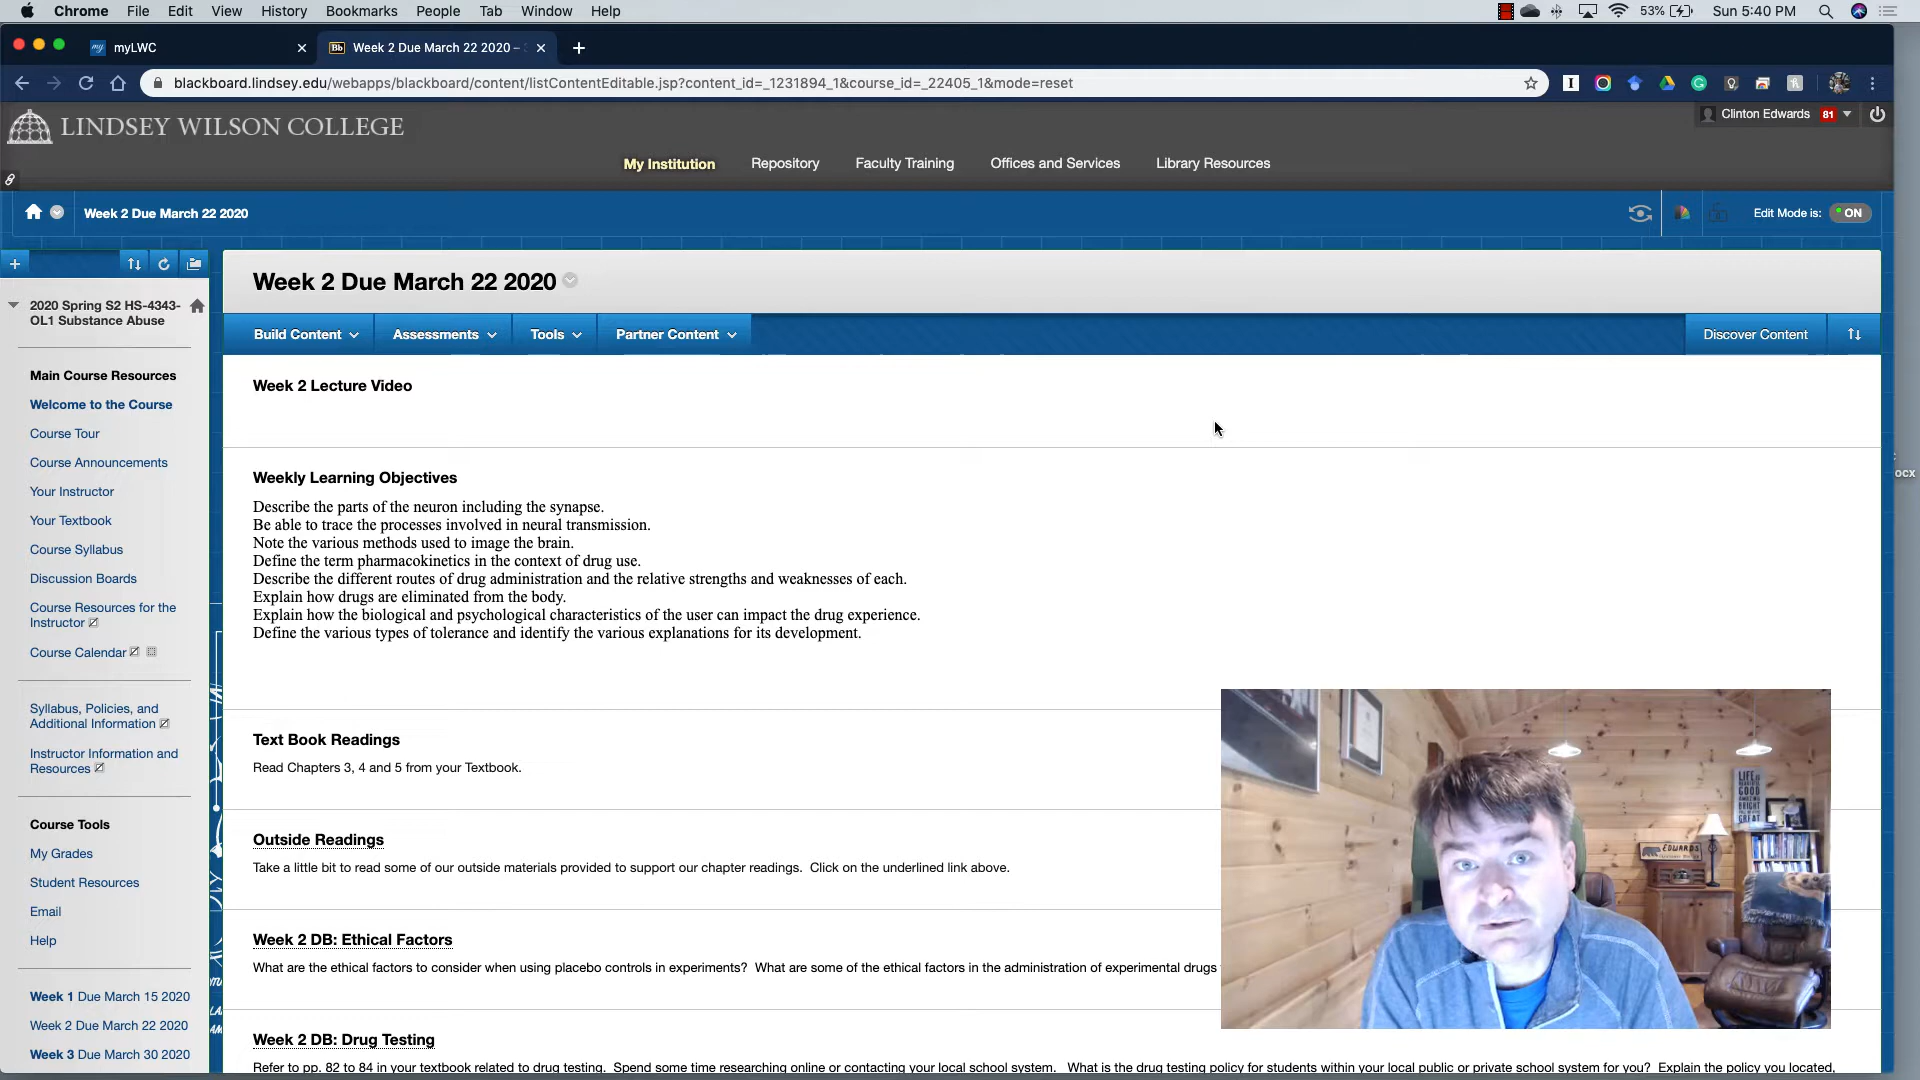 Chrome File Edit View History Bookmarks People Tab Window Help 53% Sun 5:40 PM
myLWC Bb Week 2 Due March 22 2020 –
blackboard.lindsey.edu/webapps/blackboard/content/listContentEditable.jsp?content_id=_1231894_1&course_id=_22405_1&mode=reset
LINDSEY WILSON COLLEGE
Clinton Edwards 81
My Institution Repository Faculty Training Offices and Services Library Resources
Week 2 Due March 22 2020
Edit Mode is: ON
Week 2 Due March 22 2020
Build Content Assessments Tools Partner Content Discover Content
2020 Spring S2 HS-4343-
OL1 Substance Abuse
Main Course Resources
Welcome to the Course
Course Tour
Course Announcements
Your Instructor
Your Textbook
Course Syllabus
Discussion Boards
Course Resources for the
Instructor
Course Calendar
Syllabus, Policies, and
Additional Information
Instructor Information and
Resources
Course Tools
My Grades
Student Resources
Email
Help
Week 1 Due March 15 2020
Week 2 Due March 22 2020
Week 3 Due March 30 2020
Week 2 Lecture Video
Weekly Learning Objectives
Describe the parts of the neuron including the synapse.
Be able to trace the processes involved in neural transmission.
Note the various methods used to image the brain.
Define the term pharmacokinetics in the context of drug use.
Describe the different routes of drug administration and the relative strengths and weaknesses of each.
Explain how drugs are eliminated from the body.
Explain how the biological and psychological characteristics of the user can impact the drug experience.
Define the various types of tolerance and identify the various explanations for its development.
Text Book Readings
Read Chapters 3, 4 and 5 from your Textbook.
Outside Readings
Take a little bit to read some of our outside materials provided to support our chapter readings. Click on the underlined link above.
Week 2 DB: Ethical Factors
What are the ethical factors to consider when using placebo controls in experiments? What are some of the ethical factors in the administration of experimental drugs
Week 2 DB: Drug Testing
Refer to pp. 82 to 84 in your textbook related to drug testing. Spend some time researching online or contacting your local school system. What is the drug testing policy for students within your local public or private school system for you? Explain the policy you located,
ocx
LIFE
GOOD
AMAZING
BRIGHT
GREAT
EDWARDS